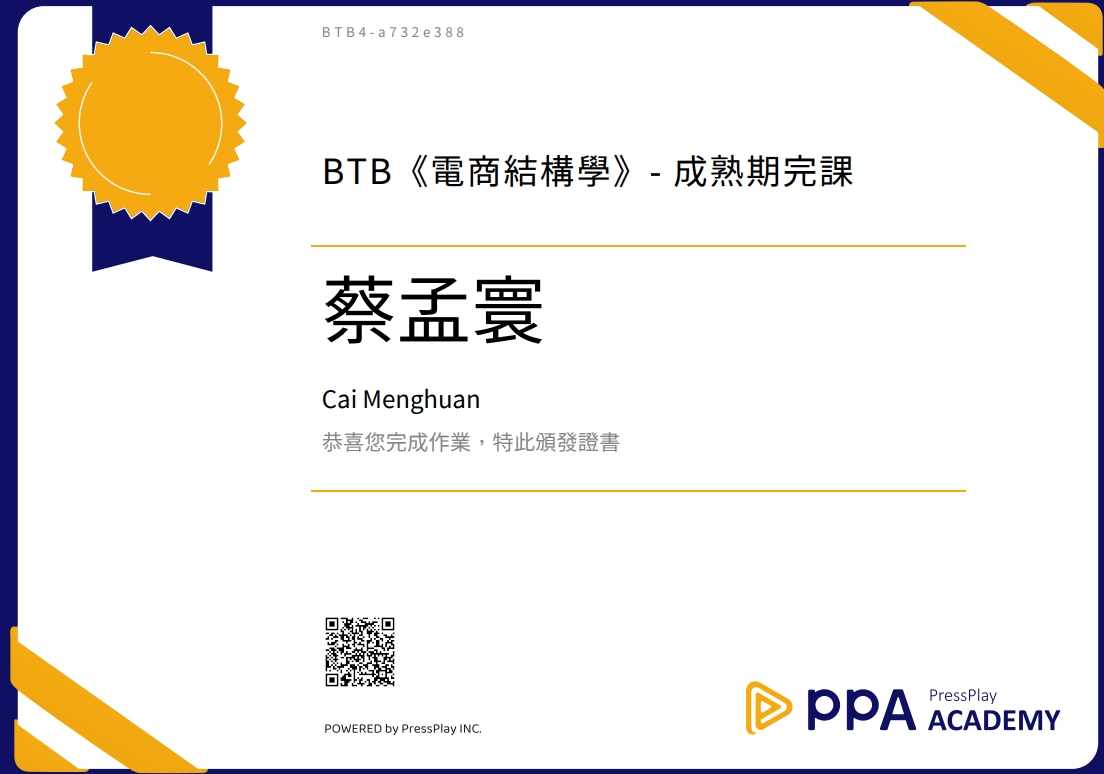 BTB4-a732e388
BTB《電商結構學》- 成熟期完課
蔡孟寰
Cai Menghuan
恭喜您完成作業，特此頒發證書
POWERED by PressPlay INC.
PPA PressPlay
ACADEMY